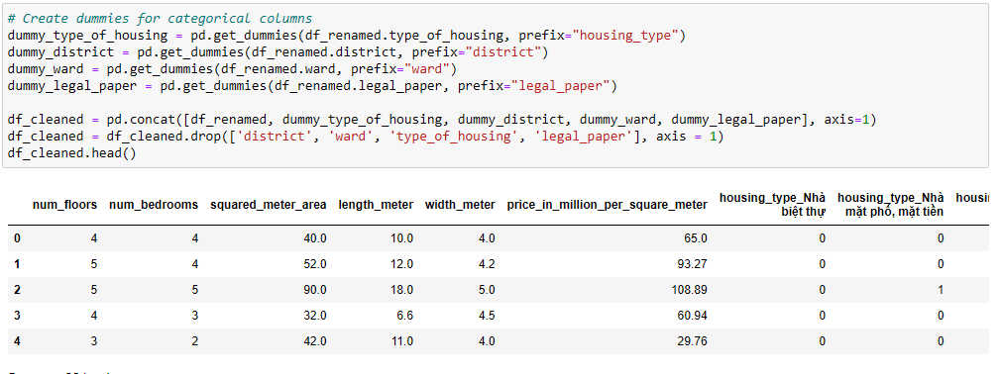 # Create dummies for categorical columns
dummy_type_of_housing = pd.get_dummies(df_renamed.type_of_housing, prefix="housing_type")
dummy_district = pd.get_dummies(df_renamed.district, prefix="district")
dummy_ward = pd.get_dummies(df_renamed.ward, prefix="ward")
dummy_legal_paper = pd.get_dummies(df_renamed.legal_paper, prefix="legal_paper")
df_cleaned = pd.concat([df_renamed, dummy_type_of_housing, dummy_district, dummy_ward, dummy_legal_paper], axis=1)
df_cleaned = df_cleaned.drop(['district', 'ward', 'type_of_housing', 'legal_paper'], axis = 1)
df_cleaned.head()
num_floors num_bedrooms squared_meter_area length_meter width_meter price_in_million_per_square_meter housing_type_Nhà biệt thự housing_type_Nhà mặt phố, mặt tiền housi
0 4 4 40.0 10.0 4.0 65.0 0 0
1 5 4 52.0 12.0 4.2 93.27 0 0
2 5 5 90.0 18.0 5.0 108.89 0 1
3 4 3 32.0 6.6 4.5 60.94 0 0
4 3 2 42.0 11.0 4.0 29.76 0 0